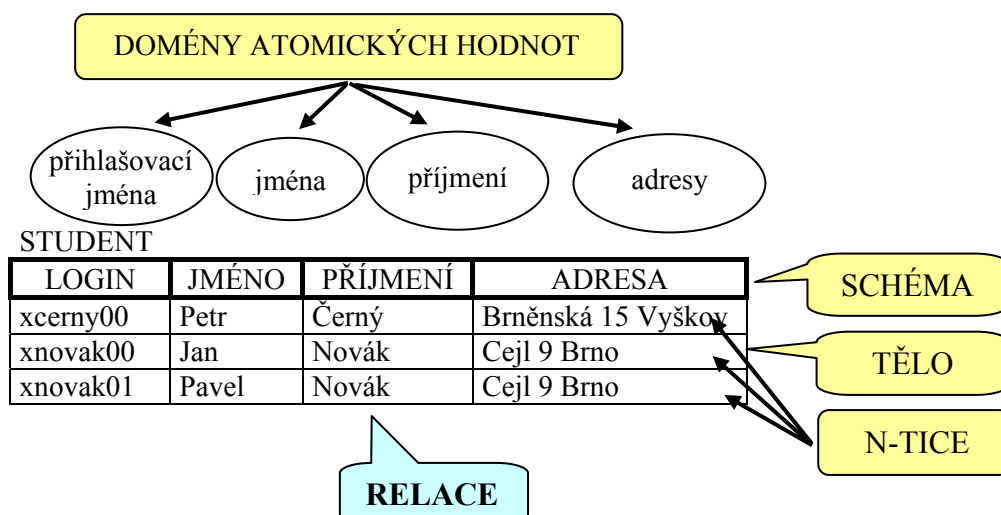 DOMÉNY ATOMICKÝCH HODNOT
přihlašovací
jména
jména
příjmení
adresy
STUDENT
LOGIN JMÉNO PŘÍJMENÍ ADRESA
xcerny00 Petr Černý Brněnská 15 Vyškov
xnovak00 Jan Novák Cejl 9 Brno
xnovak01 Pavel Novák Cejl 9 Brno
SCHÉMA
TĚLO
N-TICE
RELACE